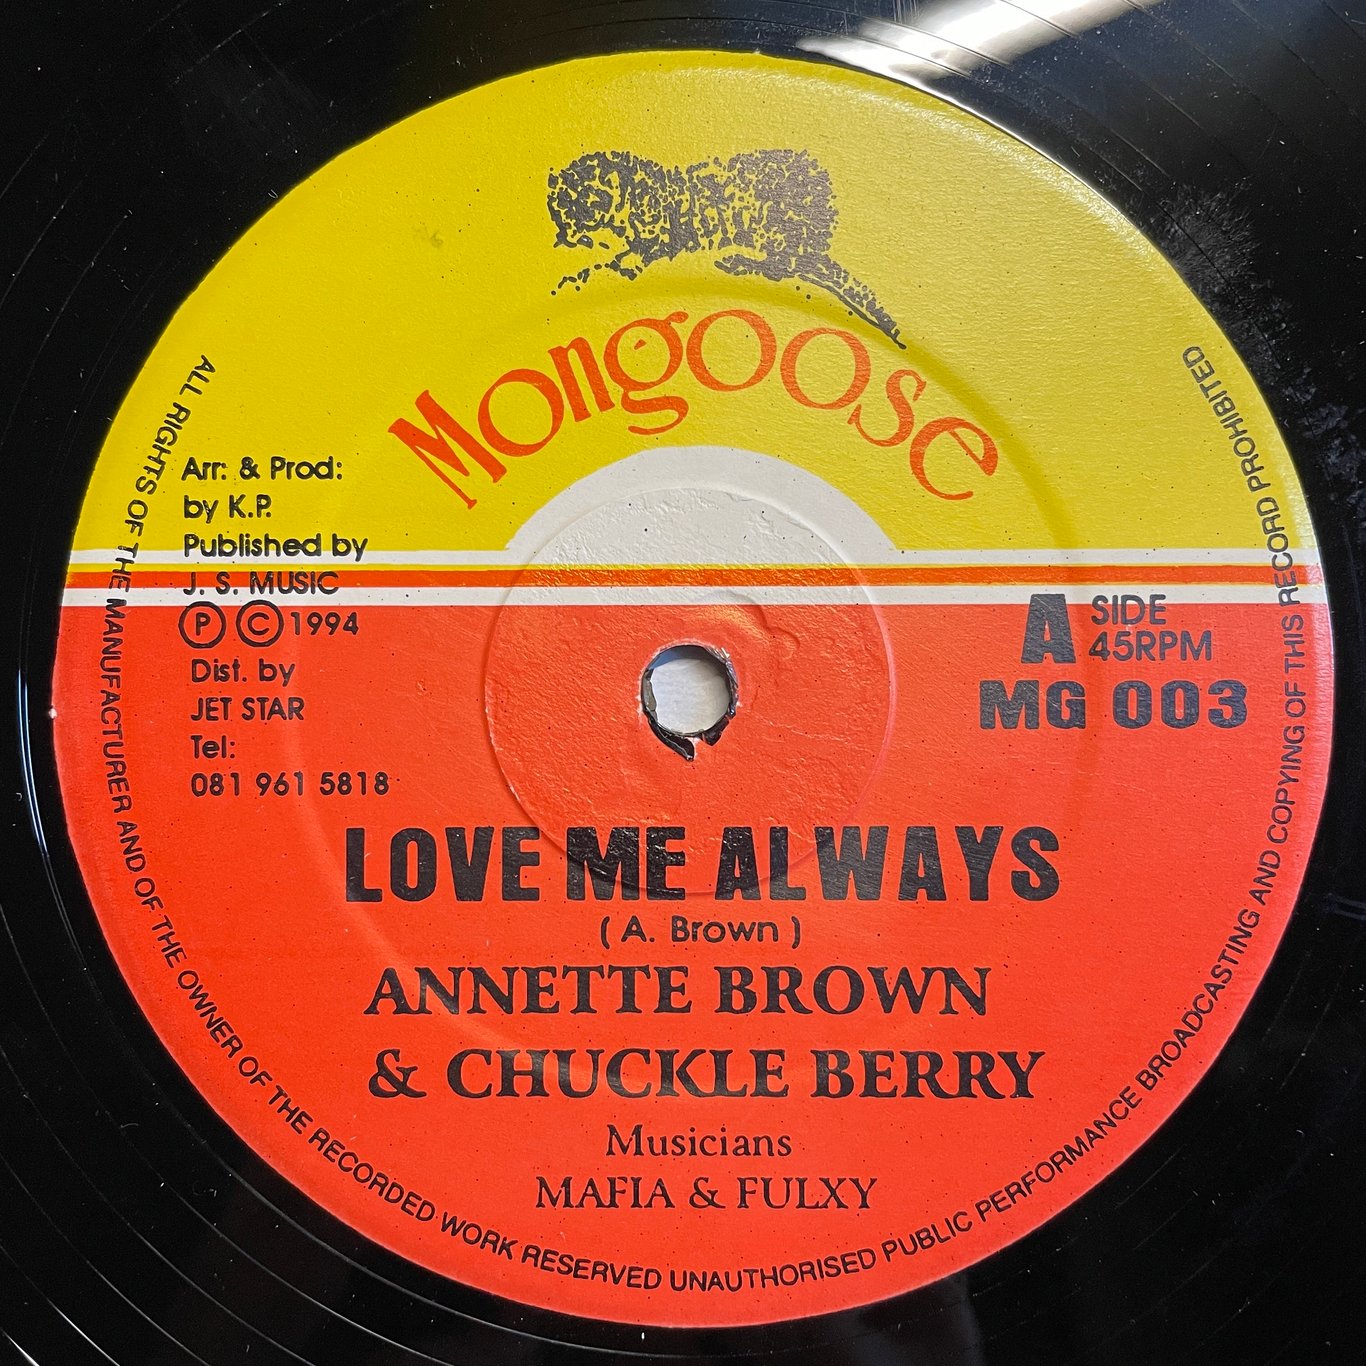 Mongoose
Arr: & Prod:
by K.P.
Published by
J. S. MUSIC
Ⓟ Ⓒ 1994
Dist. by
JET STAR
Tel:
081 961 5818
A SIDE
45RPM
MG 003
LOVE ME ALWAYS
( A. Brown )
ANNETTE BROWN
& CHUCKLE BERRY
Musicians
MAFIA & FULXY
ALL RIGHTS OF THE MANUFACTURER AND OF THE OWNER OF THE RECORDED WORK RESERVED UNAUTHORISED PUBLIC PERFORMANCE BROADCASTING AND COPYING OF THIS RECORD PROHIBITED